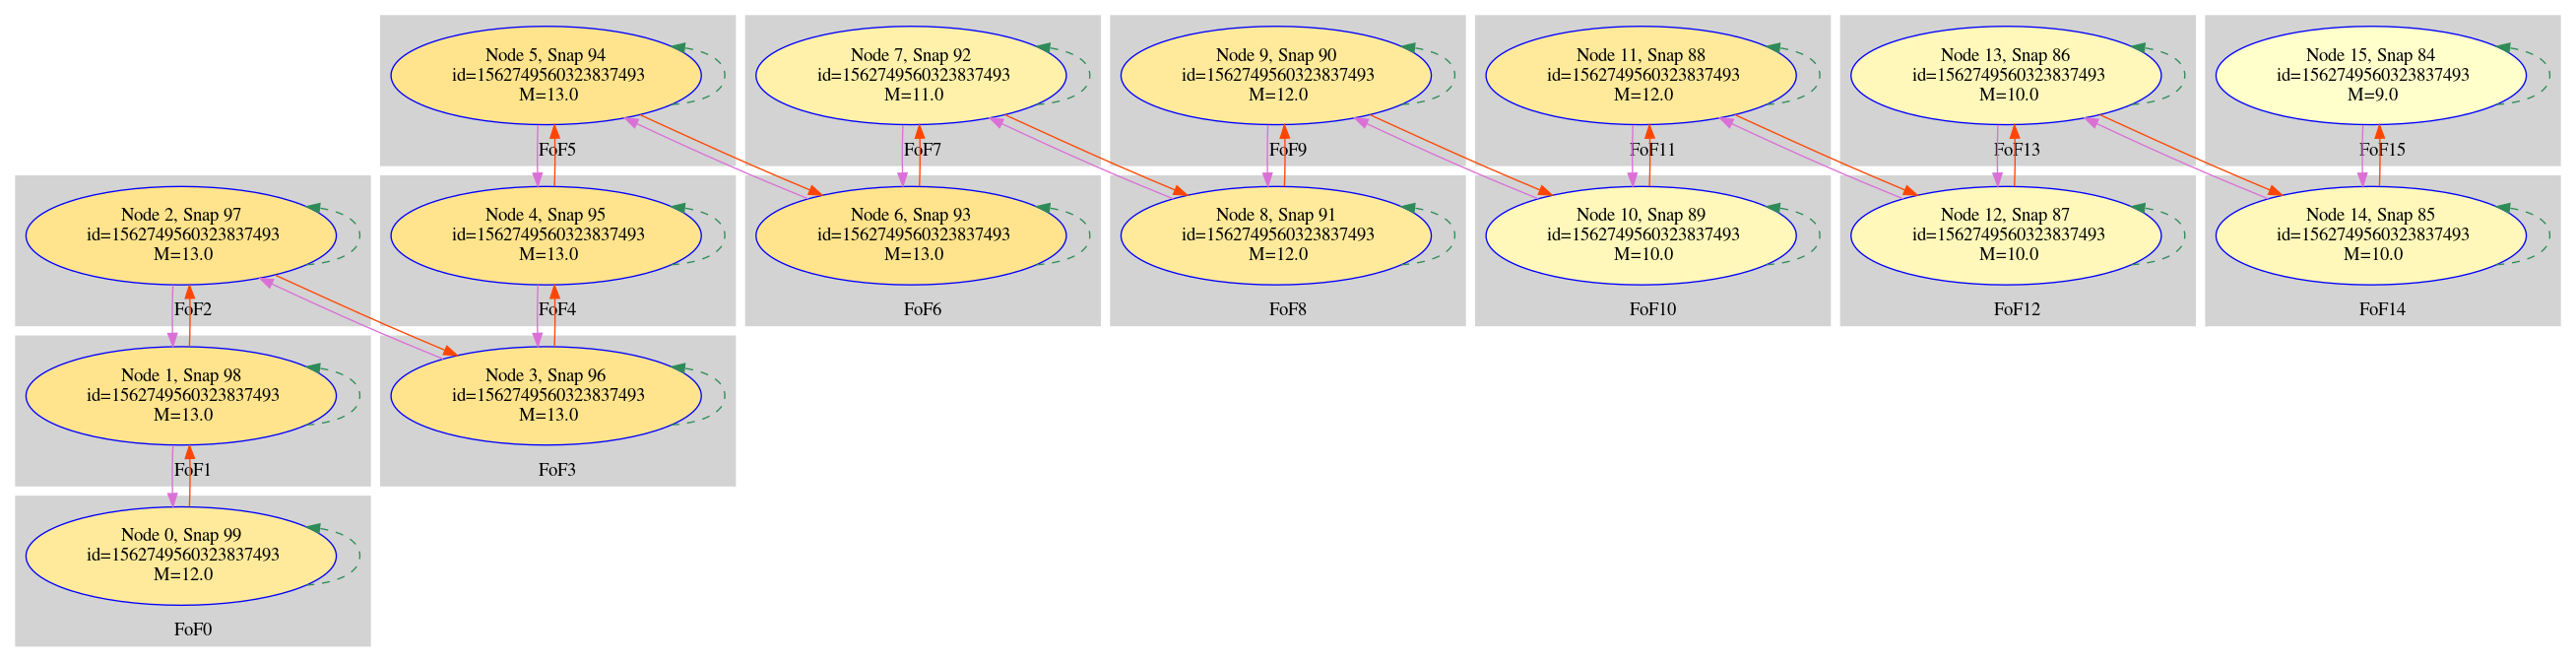 Node 5, Snap 94
id=1562749560323837493
M=13.0
FoF5
Node 7, Snap 92
id=1562749560323837493
M=11.0
FoF7
Node 9, Snap 90
id=1562749560323837493
M=12.0
FoF9
Node 11, Snap 88
id=1562749560323837493
M=12.0
FoF11
Node 13, Snap 86
id=1562749560323837493
M=10.0
FoF13
Node 15, Snap 84
id=1562749560323837493
M=9.0
FoF15
Node 2, Snap 97
id=1562749560323837493
M=13.0
FoF2
Node 4, Snap 95
id=1562749560323837493
M=13.0
FoF4
Node 6, Snap 93
id=1562749560323837493
M=13.0
FoF6
Node 8, Snap 91
id=1562749560323837493
M=12.0
FoF8
Node 10, Snap 89
id=1562749560323837493
M=10.0
FoF10
Node 12, Snap 87
id=1562749560323837493
M=10.0
FoF12
Node 14, Snap 85
id=1562749560323837493
M=10.0
FoF14
Node 1, Snap 98
id=1562749560323837493
M=13.0
FoF1
Node 3, Snap 96
id=1562749560323837493
M=13.0
FoF3
Node 0, Snap 99
id=1562749560323837493
M=12.0
FoF0